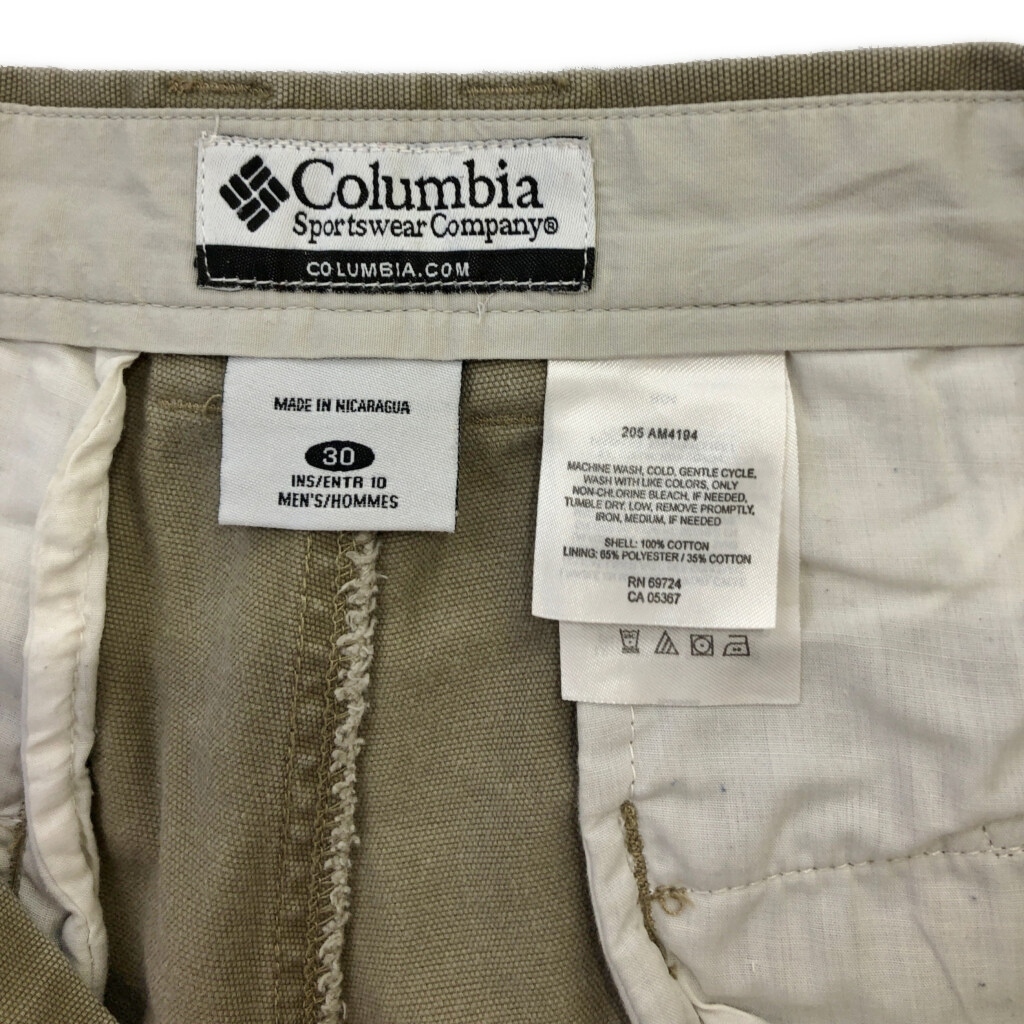 Columbia
Sportswear Company®
COLUMBIA.COM
MADE IN NICARAGUA
30
INS/ENTR 10
MEN'S/HOMMES
205 AM4194
MACHINE WASH, COLD, GENTLE CYCLE,
WASH WITH LIKE COLORS, ONLY
NON-CHLORINE BLEACH, IF NEEDED,
TUMBLE DRY, LOW, REMOVE PROMPTLY,
IRON, MEDIUM, IF NEEDED
SHELL: 100% COTTON
LINING: 65% POLYESTER / 35% COTTON
RN 69724
CA 05367